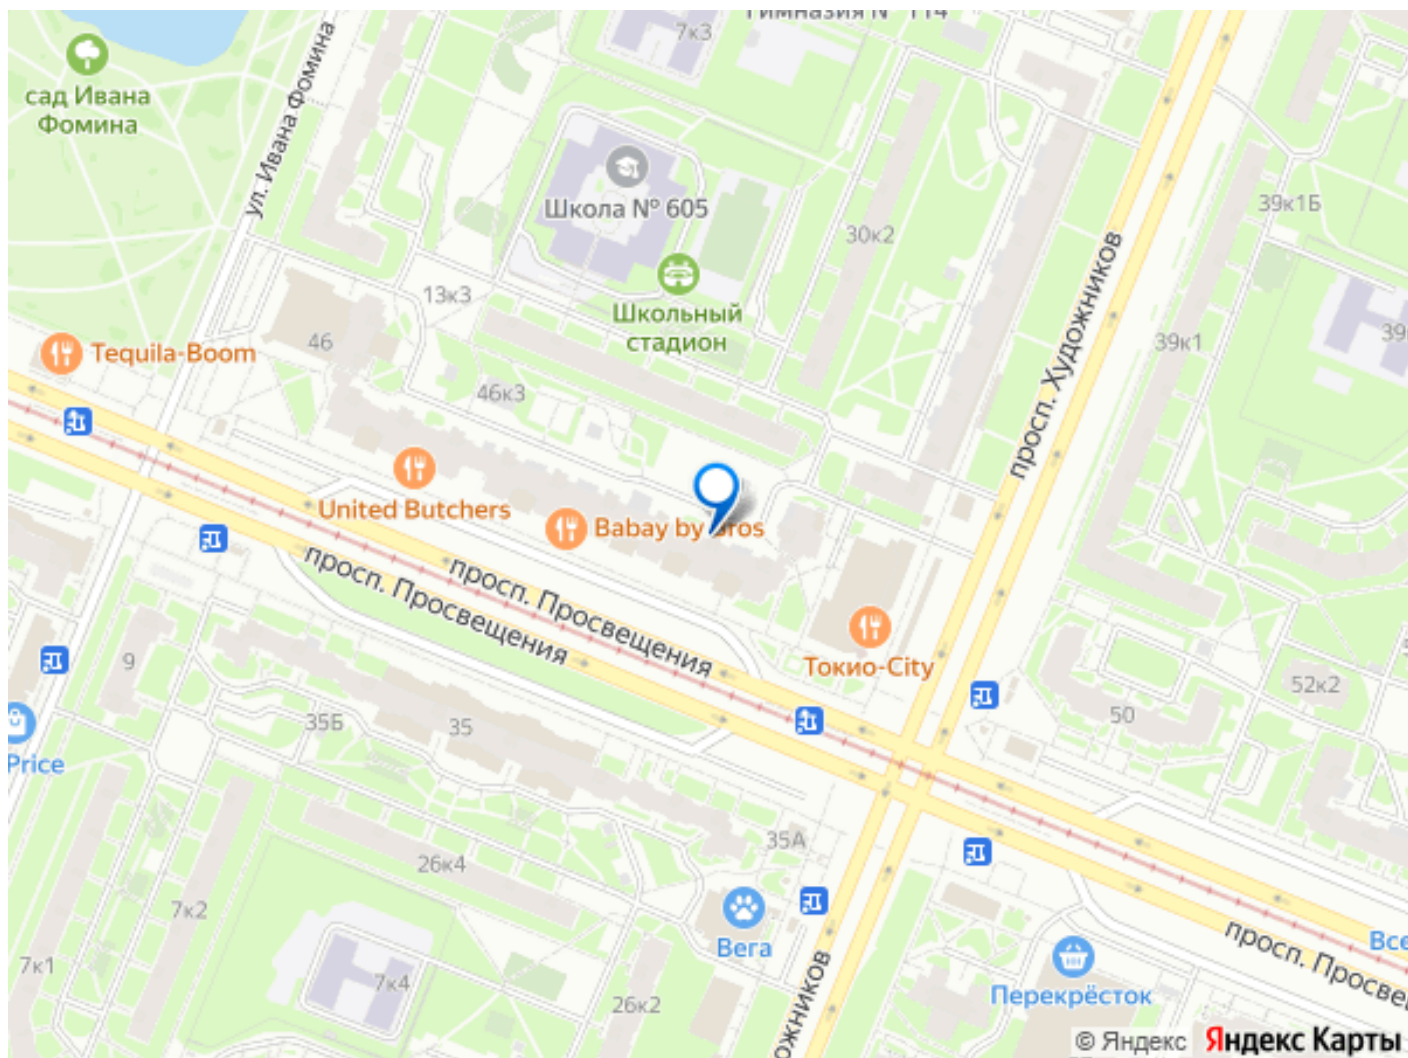 Гимназия № 114
7к3
сад Ивана
Фомина
ул. Ивана Фомина
Школа № 605
30к2
39к1Б
просп. Художников
13к3
Школьный
стадион
46
39к1
Tequila-Boom
46к3
United Butchers
Babay by Bros
просп. Просвещения
просп. Просвещения
Токио-City
9
52к2
50
35Б
35
Price
35А
26к4
7к2
Вега
7к1
7к4
26к2
Перекрёсток
© Яндекс
Яндекс Карты